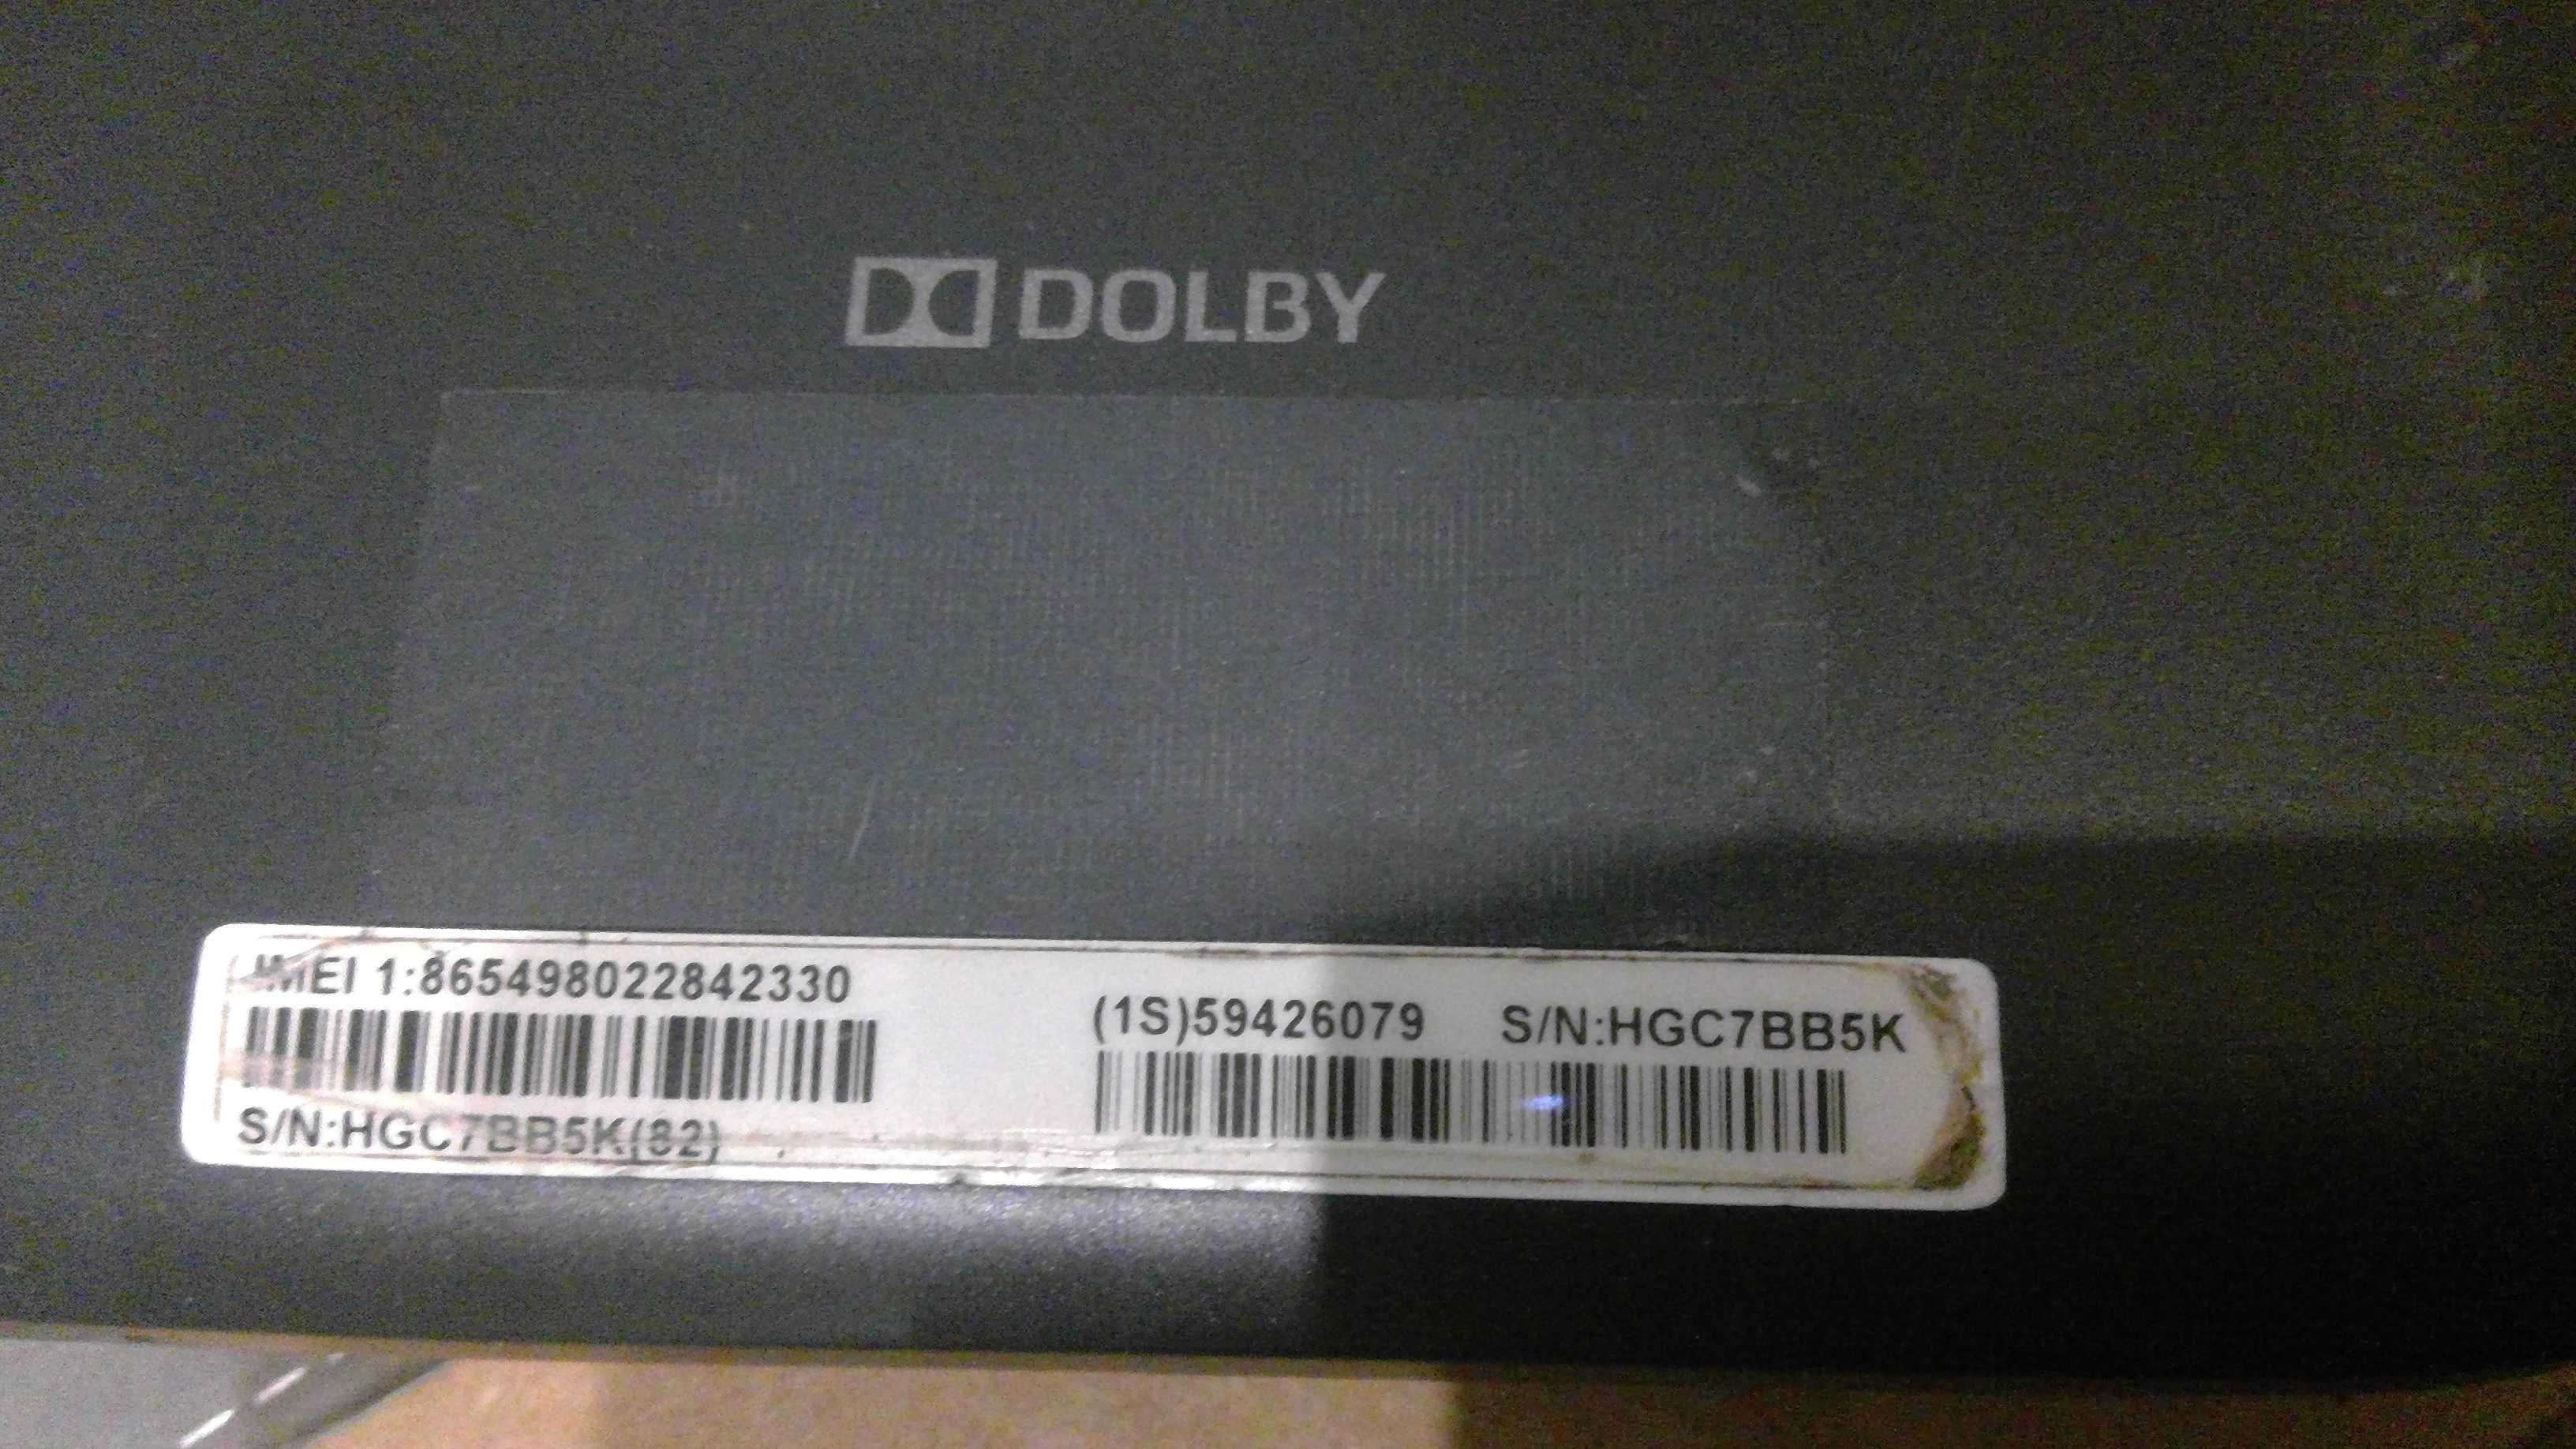 DOLBY
IMEI 1:865498022842330
(1S)59426079 S/N:HGC7BB5K
S/N:HGC7BB5K(82)